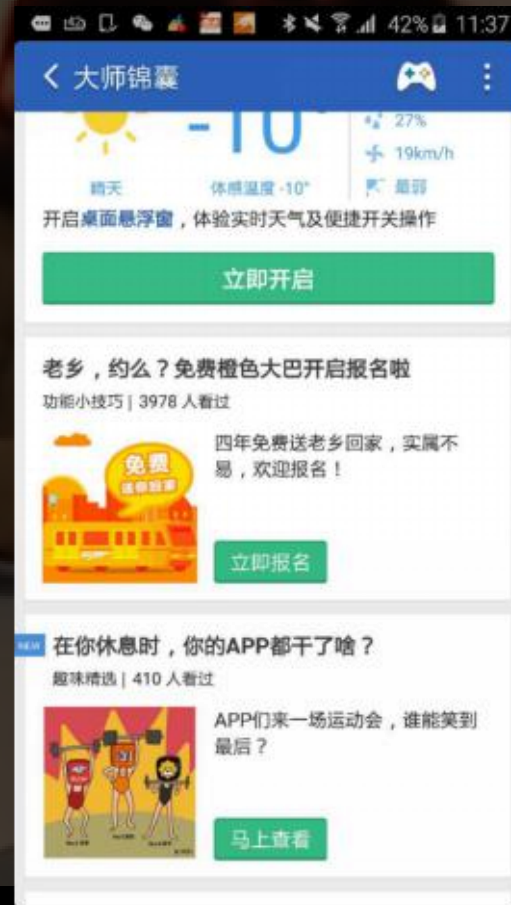 42% 11:37
大师锦囊
-10°
27%
19km/h
晴天
体感温度 -10°
最弱
开启桌面悬浮窗，体验实时天气及便捷开关操作
立即开启
老乡，约么？免费橙色大巴开启报名啦
功能小技巧 | 3978 人看过
免费
送你回家
四年免费送老乡回家，实属不
易，欢迎报名！
立即报名
NEW 在你休息时，你的APP都干了啥？
趣味精选 | 410 人看过
APP们来一场运动会，谁能笑到
最后？
马上查看